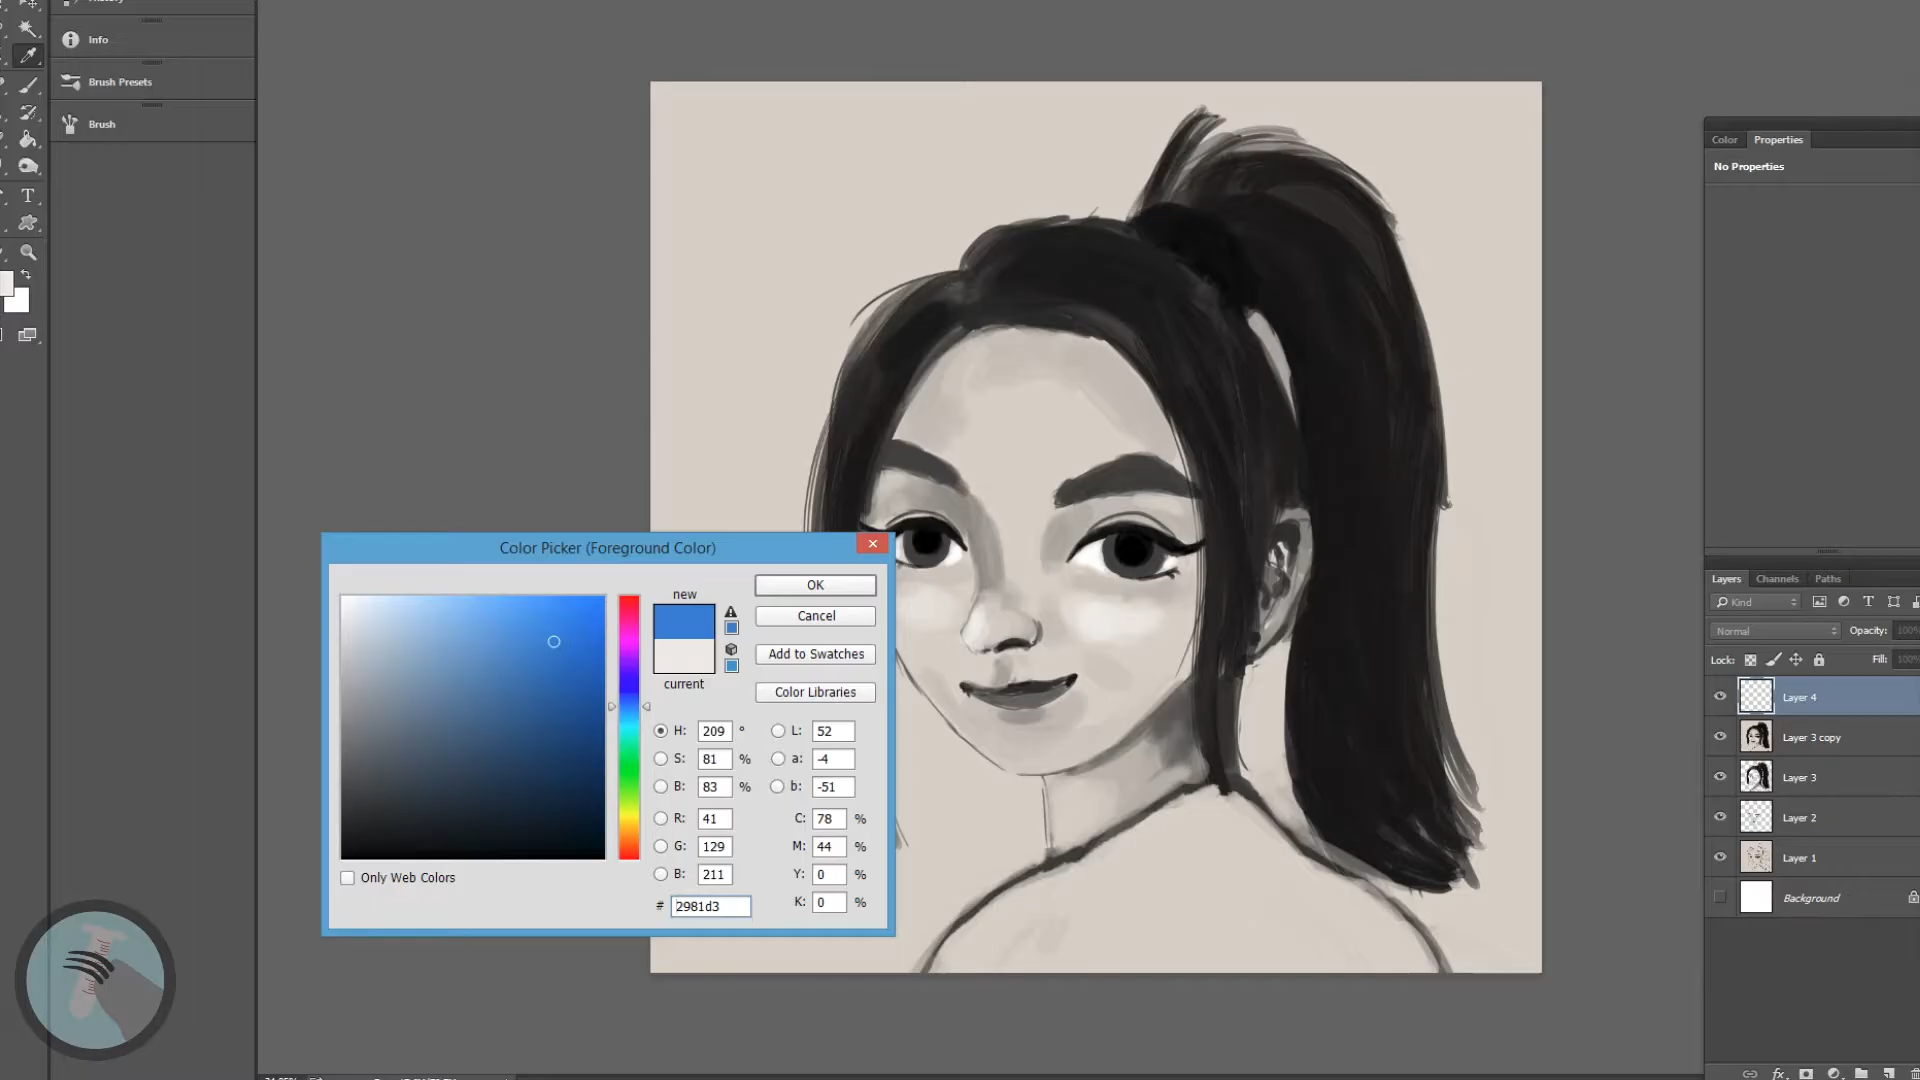 Info
Brush Presets
Brush
Color Properties
No Properties
Color Picker (Foreground Color)
new
OK
Cancel
Add to Swatches
current
Color Libraries
H: 209 ° L: 52
S: 81 % a: -4
B: 83 % b: -51
R: 41 C: 78 %
G: 129 M: 44 %
B: 211 Y: 0 %
# 2981d3 K: 0 %
Only Web Colors
Layers Channels Paths
Kind
Normal Opacity: 100%
Lock: Fill: 100%
Layer 4
Layer 3 copy
Layer 3
Layer 2
Layer 1
Background